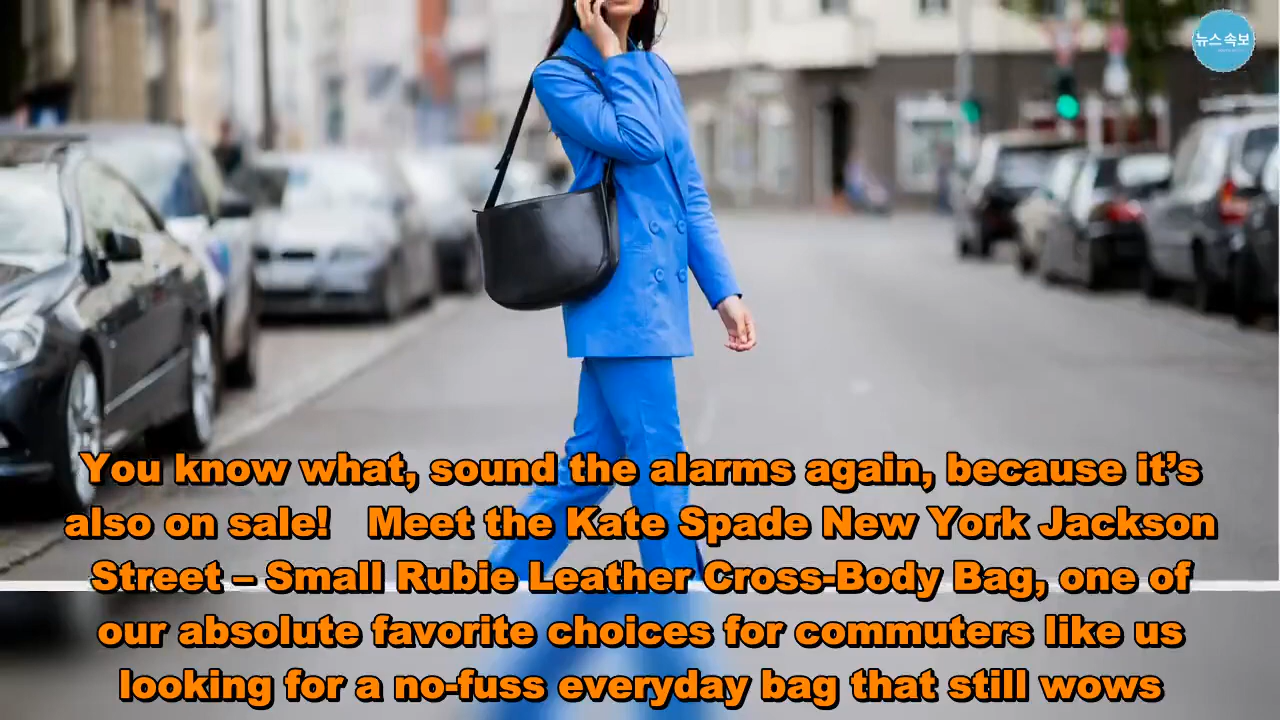 뉴스 속보
You know what, sound the alarms again, because it’s
also on sale!   Meet the Kate Spade New York Jackson
Street – Small Rubie Leather Cross-Body Bag, one of
our absolute favorite choices for commuters like us
looking for a no-fuss everyday bag that still wows